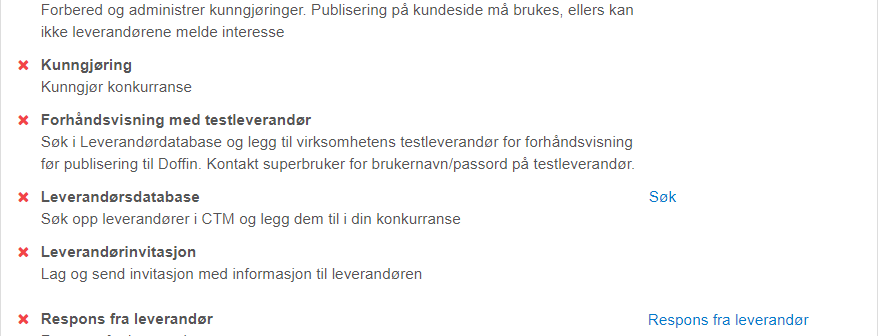 Forbered og administrer kunngjøringer. Publisering på kundeside må brukes, ellers kan
ikke leverandørene melde interesse
Kunngjøring
Kunngjør konkurranse
Forhåndsvisning med testleverandør
Søk i Leverandørdatabase og legg til virksomhetens testleverandør for forhåndsvisning
før publisering til Doffin. Kontakt superbruker for brukernavn/passord på testleverandør.
Leverandørsdatabase Søk
Søk opp leverandører i CTM og legg dem til i din konkurranse
Leverandørinvitasjon
Lag og send invitasjon med informasjon til leverandøren
Respons fra leverandør Respons fra leverandør